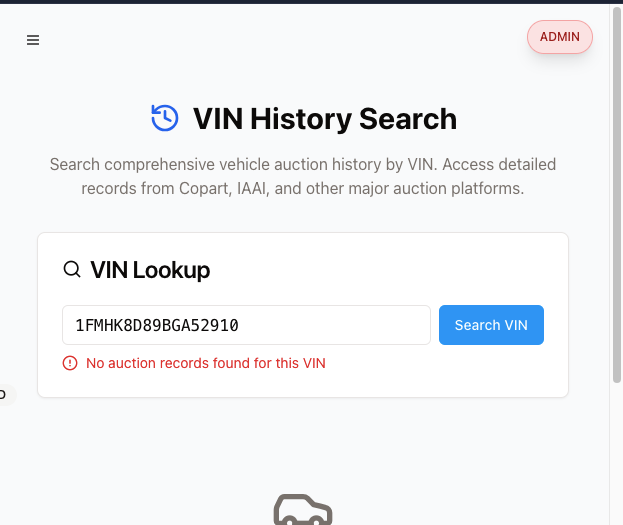 ADMIN
VIN History Search
Search comprehensive vehicle auction history by VIN. Access detailed
records from Copart, IAAI, and other major auction platforms.
VIN Lookup
1FMHK8D89BGA52910
Search VIN
No auction records found for this VIN